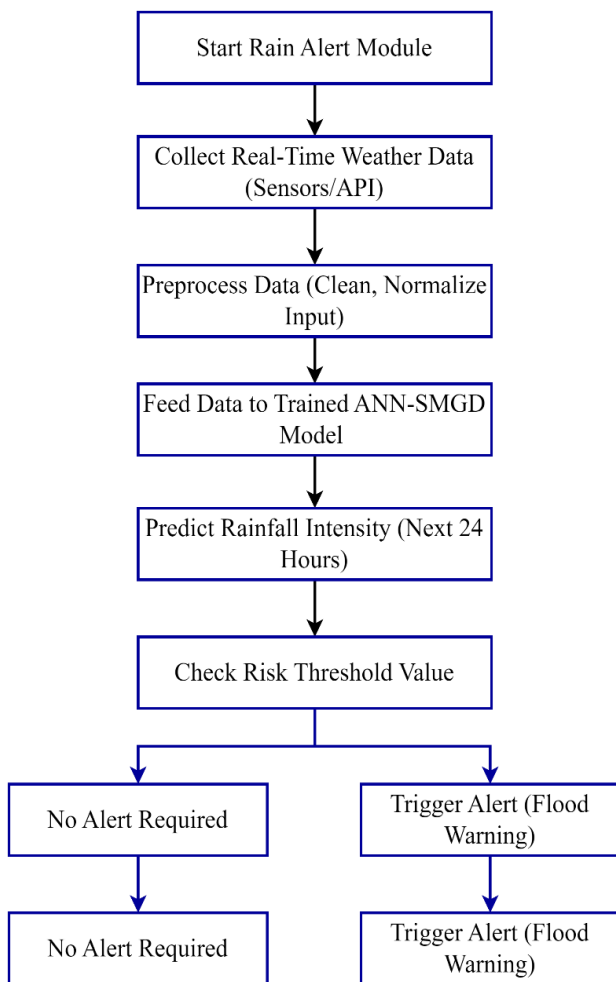 Start Rain Alert Module
Collect Real-Time Weather Data
(Sensors/API)
Preprocess Data (Clean, Normalize
Input)
Feed Data to Trained ANN-SMGD
Model
Predict Rainfall Intensity (Next 24
Hours)
Check Risk Threshold Value
No Alert Required
Trigger Alert (Flood
Warning)
No Alert Required
Trigger Alert (Flood
Warning)